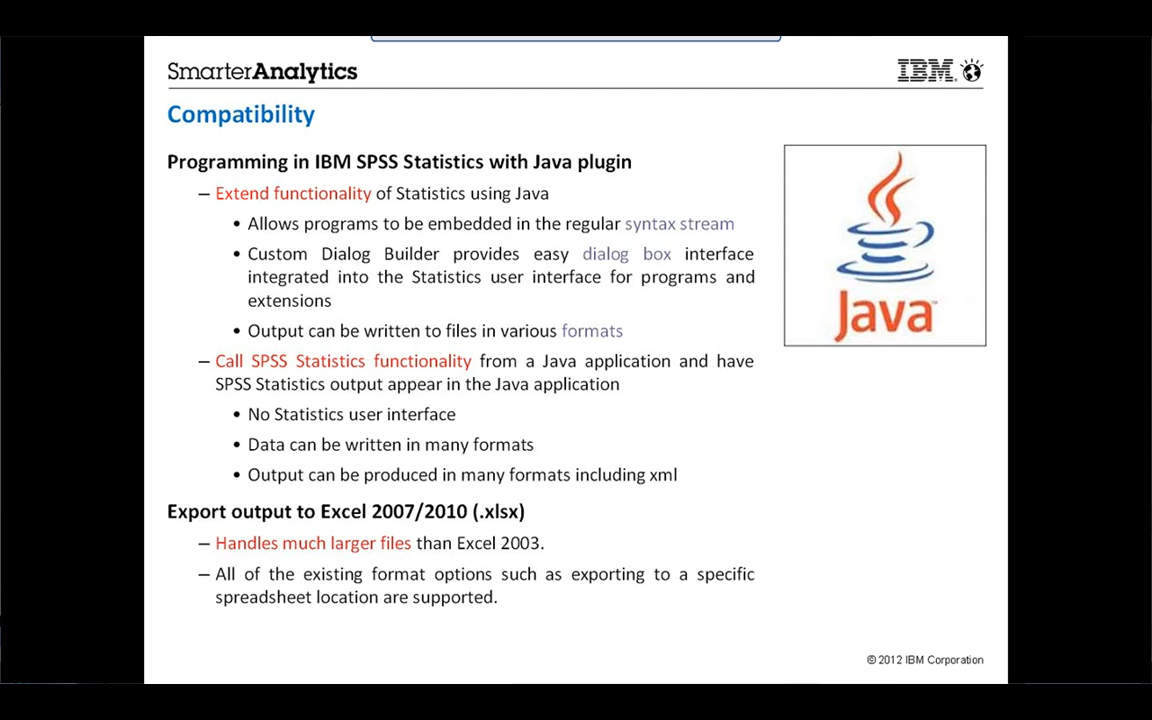 SmarterAnalytics
IBM
Compatibility
Programming in IBM SPSS Statistics with Java plugin
– Extend functionality of Statistics using Java
• Allows programs to be embedded in the regular syntax stream
• Custom Dialog Builder provides easy dialog box interface
integrated into the Statistics user interface for programs and
extensions
• Output can be written to files in various formats
– Call SPSS Statistics functionality from a Java application and have
SPSS Statistics output appear in the Java application
• No Statistics user interface
• Data can be written in many formats
• Output can be produced in many formats including xml
Export output to Excel 2007/2010 (.xlsx)
– Handles much larger files than Excel 2003.
– All of the existing format options such as exporting to a specific
spreadsheet location are supported.
Java™
© 2012 IBM Corporation